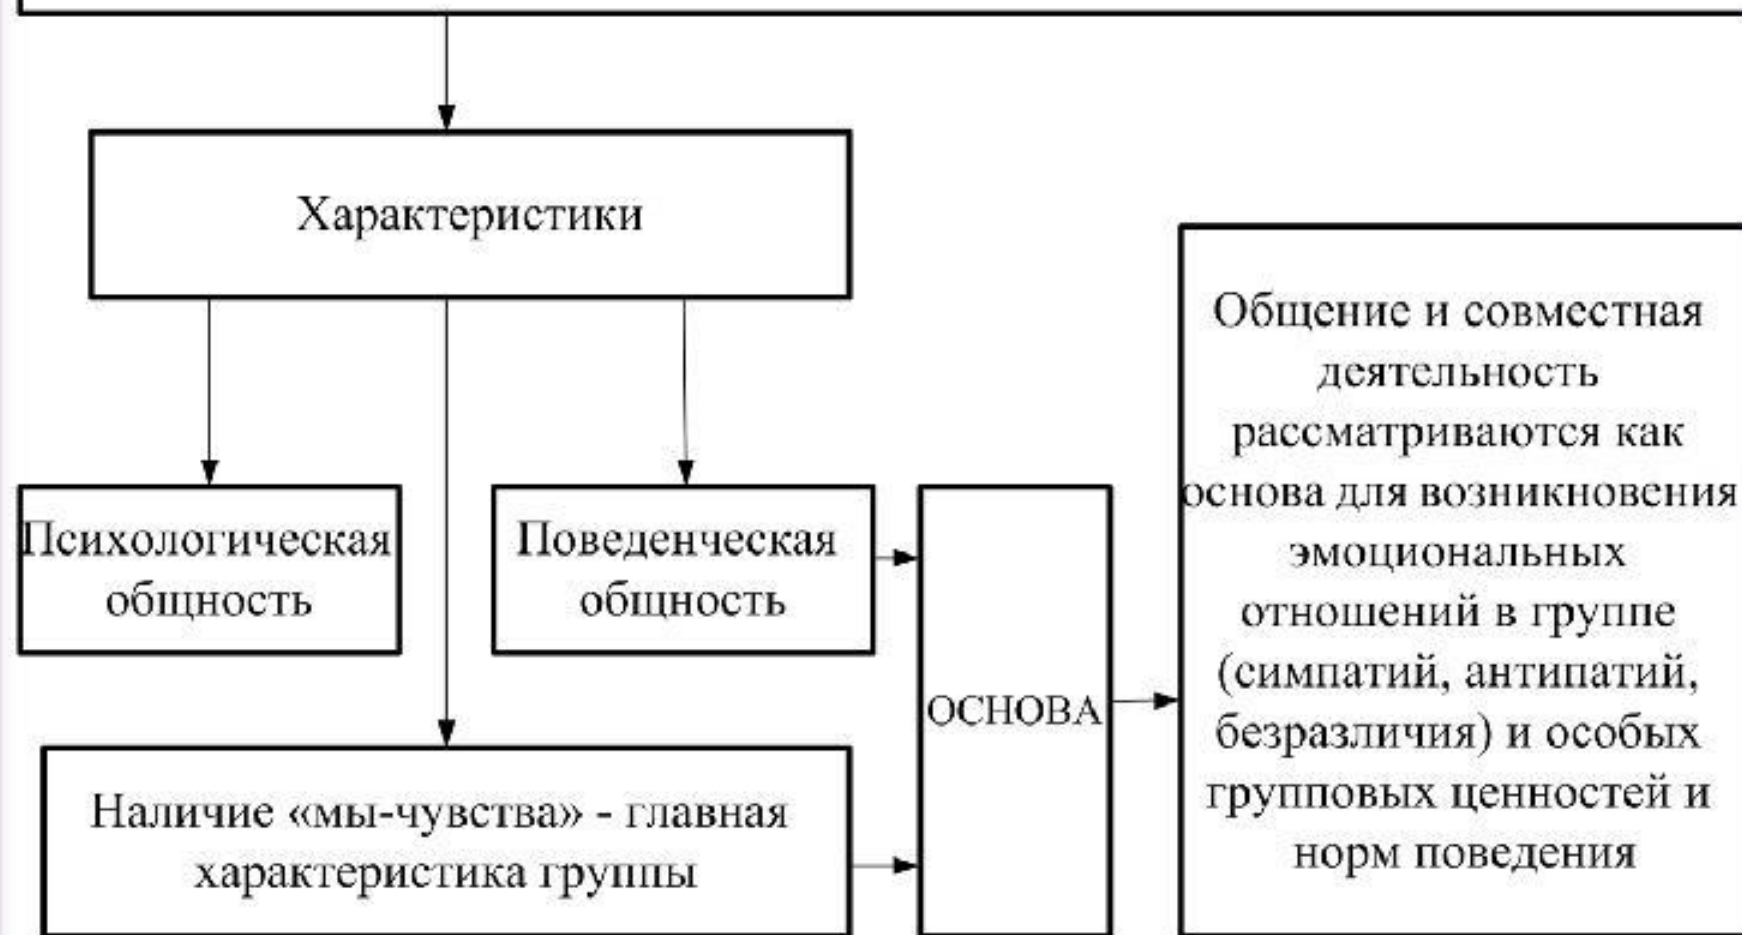 Характеристики
Психологическая
общность
Поведенческая
общность
Наличие «мы-чувства» - главная
характеристика группы
ОСНОВА
Общение и совместная
деятельность
рассматриваются как
основа для возникновения
эмоциональных
отношений в группе
(симпатий, антипатий,
безразличия) и особых
групповых ценностей и
норм поведения